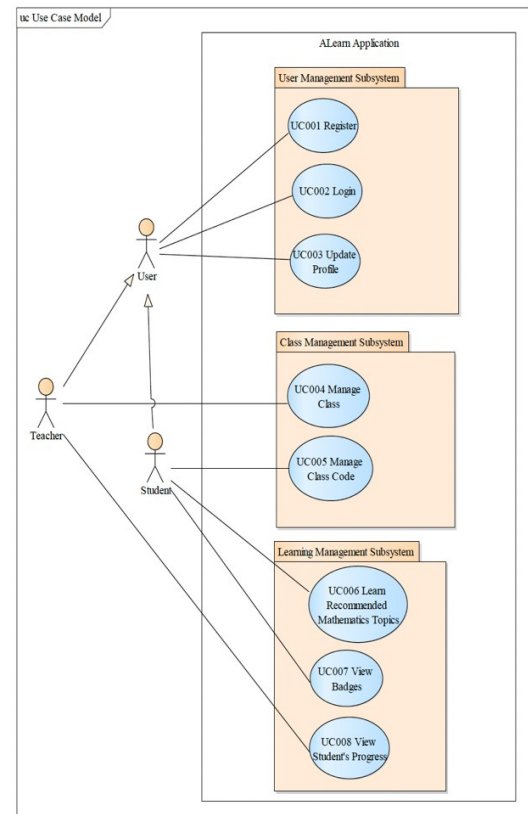 uc Use Case Model
ALearn Application
User Management Subsystem
UC001 Register
UC002 Login
UC003 Update
Profile
User
Class Management Subsystem
UC004 Manage
Class
Teacher
UC005 Manage
Class Code
Student
Learning Management Subsystem
UC006 Learn
Recommended
Mathematics Topics
UC007 View
Badges
UC008 View
Student's Progress